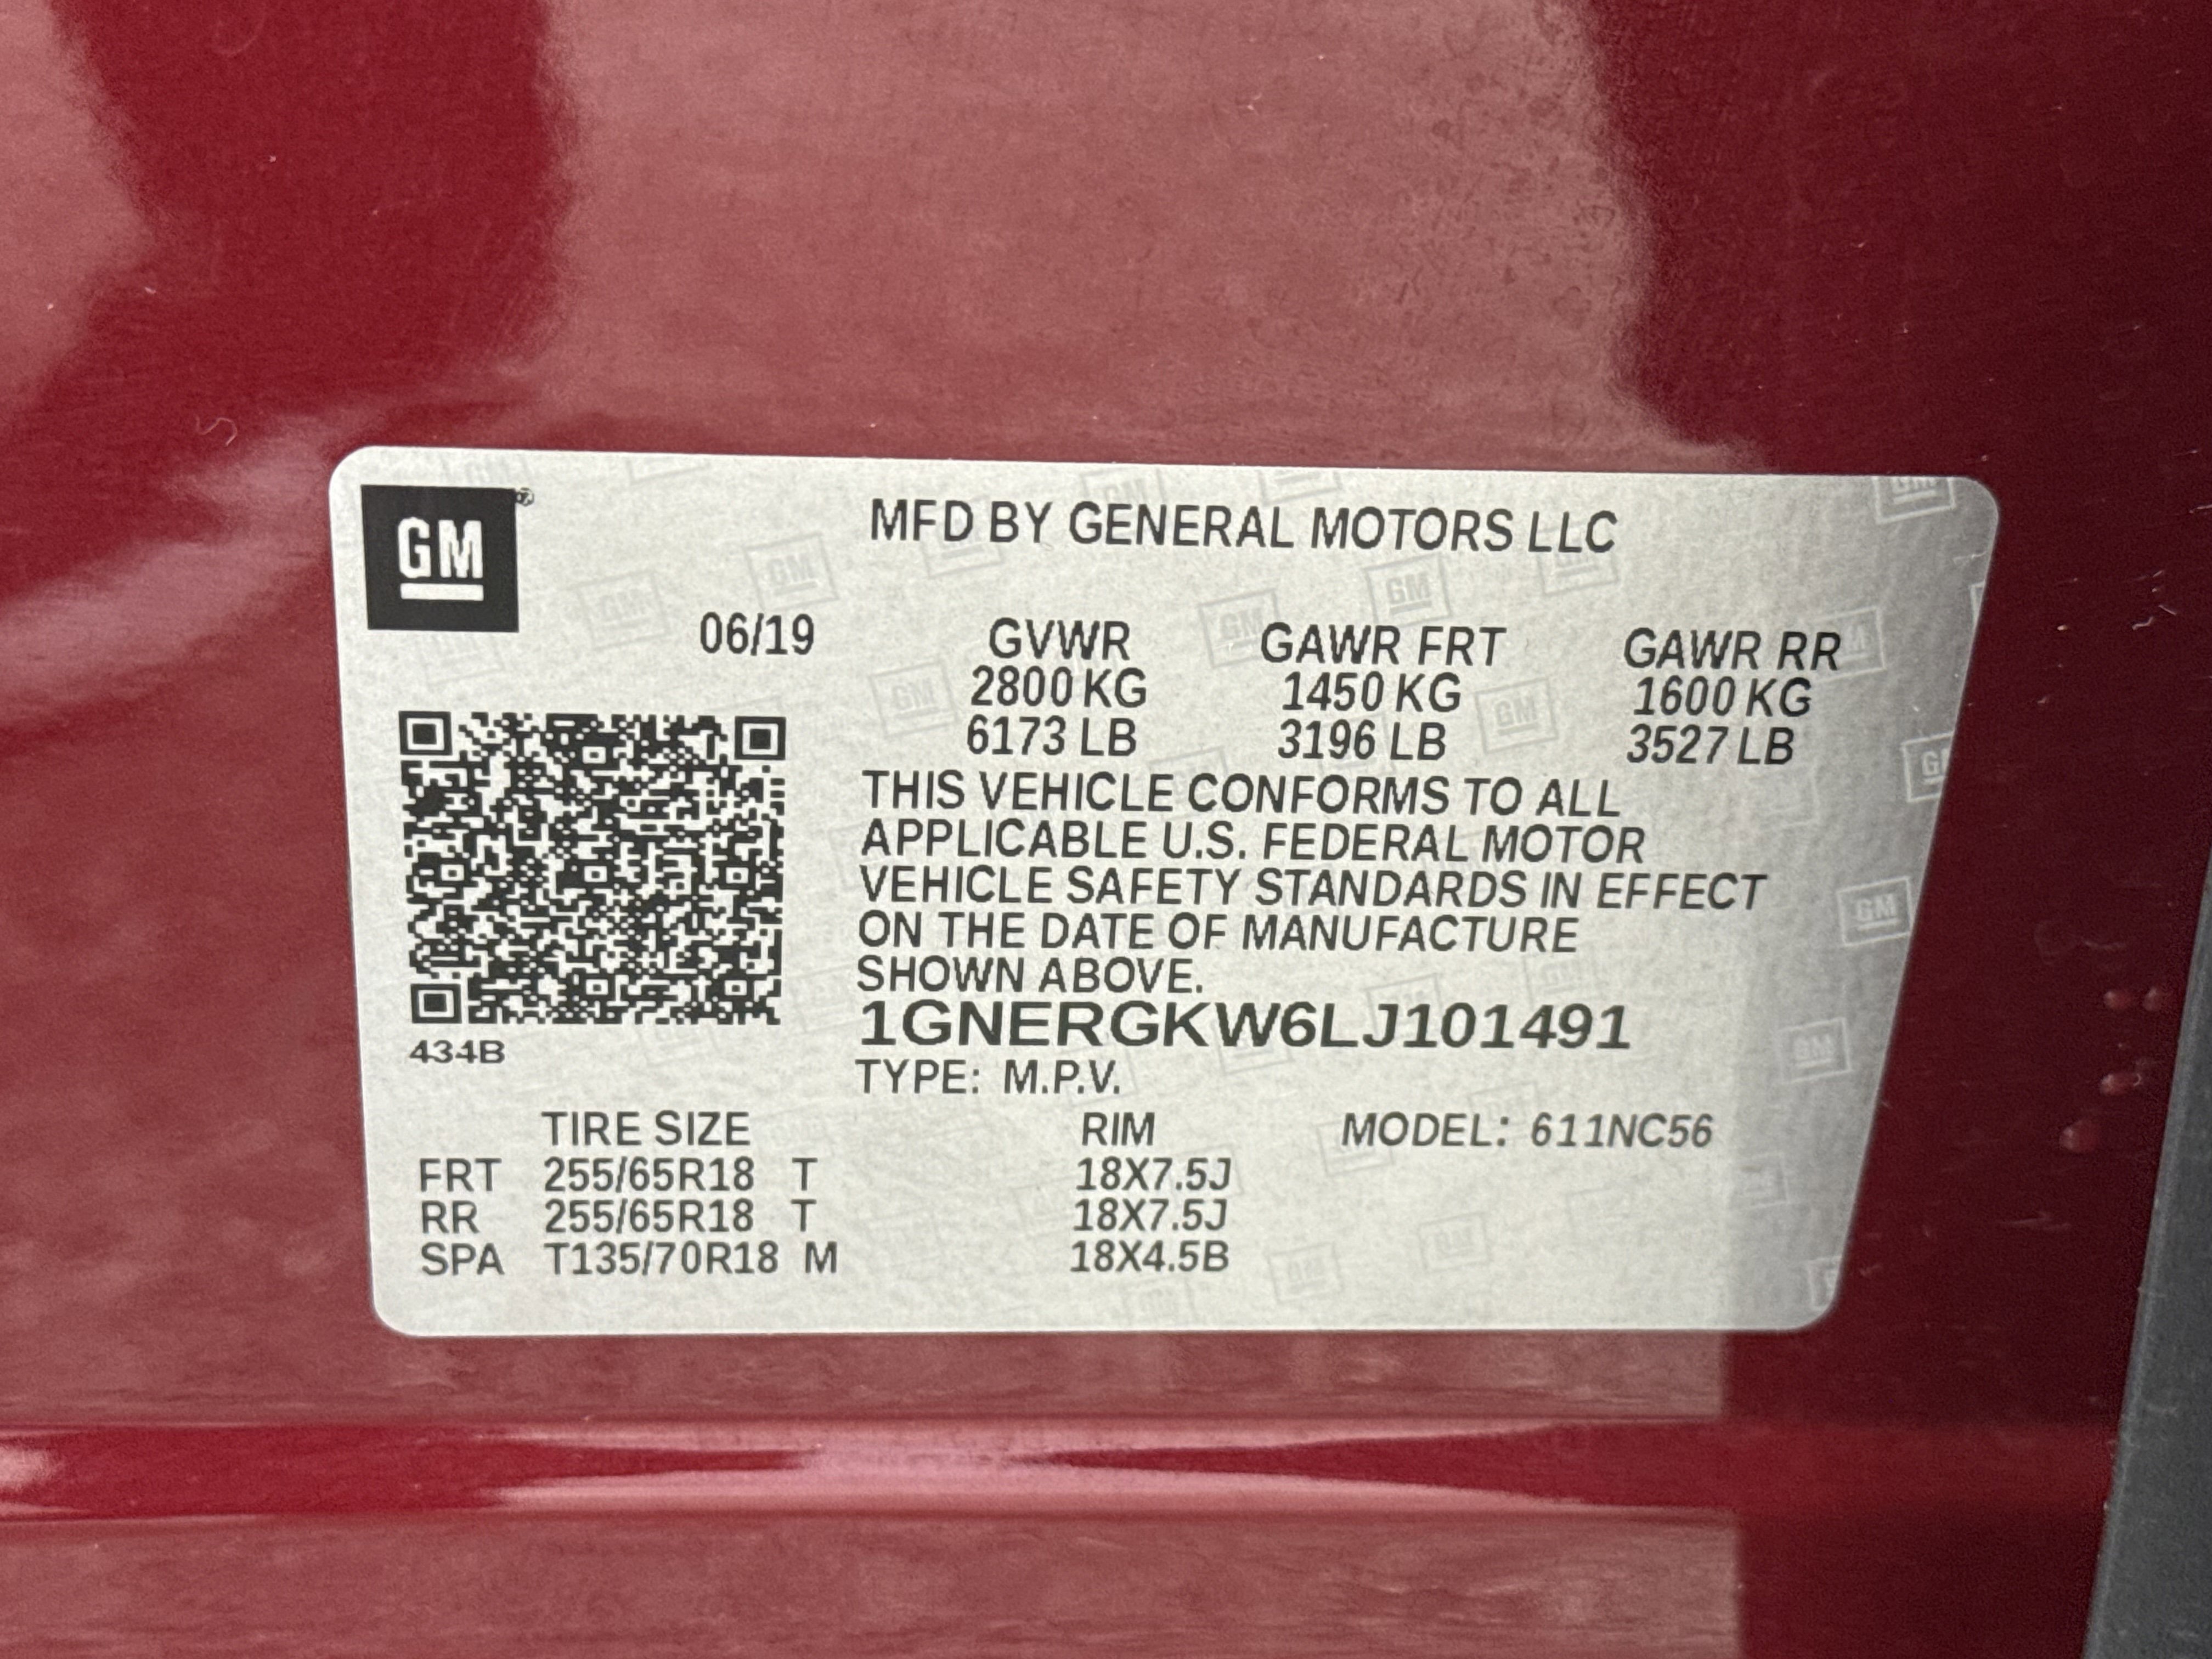 GM
MFD BY GENERAL MOTORS LLC
06/19 GVWR GAWR FRT GAWR RR
2800 KG 1450 KG 1600 KG
6173 LB 3196 LB 3527 LB
THIS VEHICLE CONFORMS TO ALL
APPLICABLE U.S. FEDERAL MOTOR
VEHICLE SAFETY STANDARDS IN EFFECT
ON THE DATE OF MANUFACTURE
SHOWN ABOVE.
1GNERGKW6LJ101491
434B
TYPE: M.P.V.
TIRE SIZE RIM MODEL: 611NC56
FRT 255/65R18 T 18X7.5J
RR 255/65R18 T 18X7.5J
SPA T135/70R18 M 18X4.5B